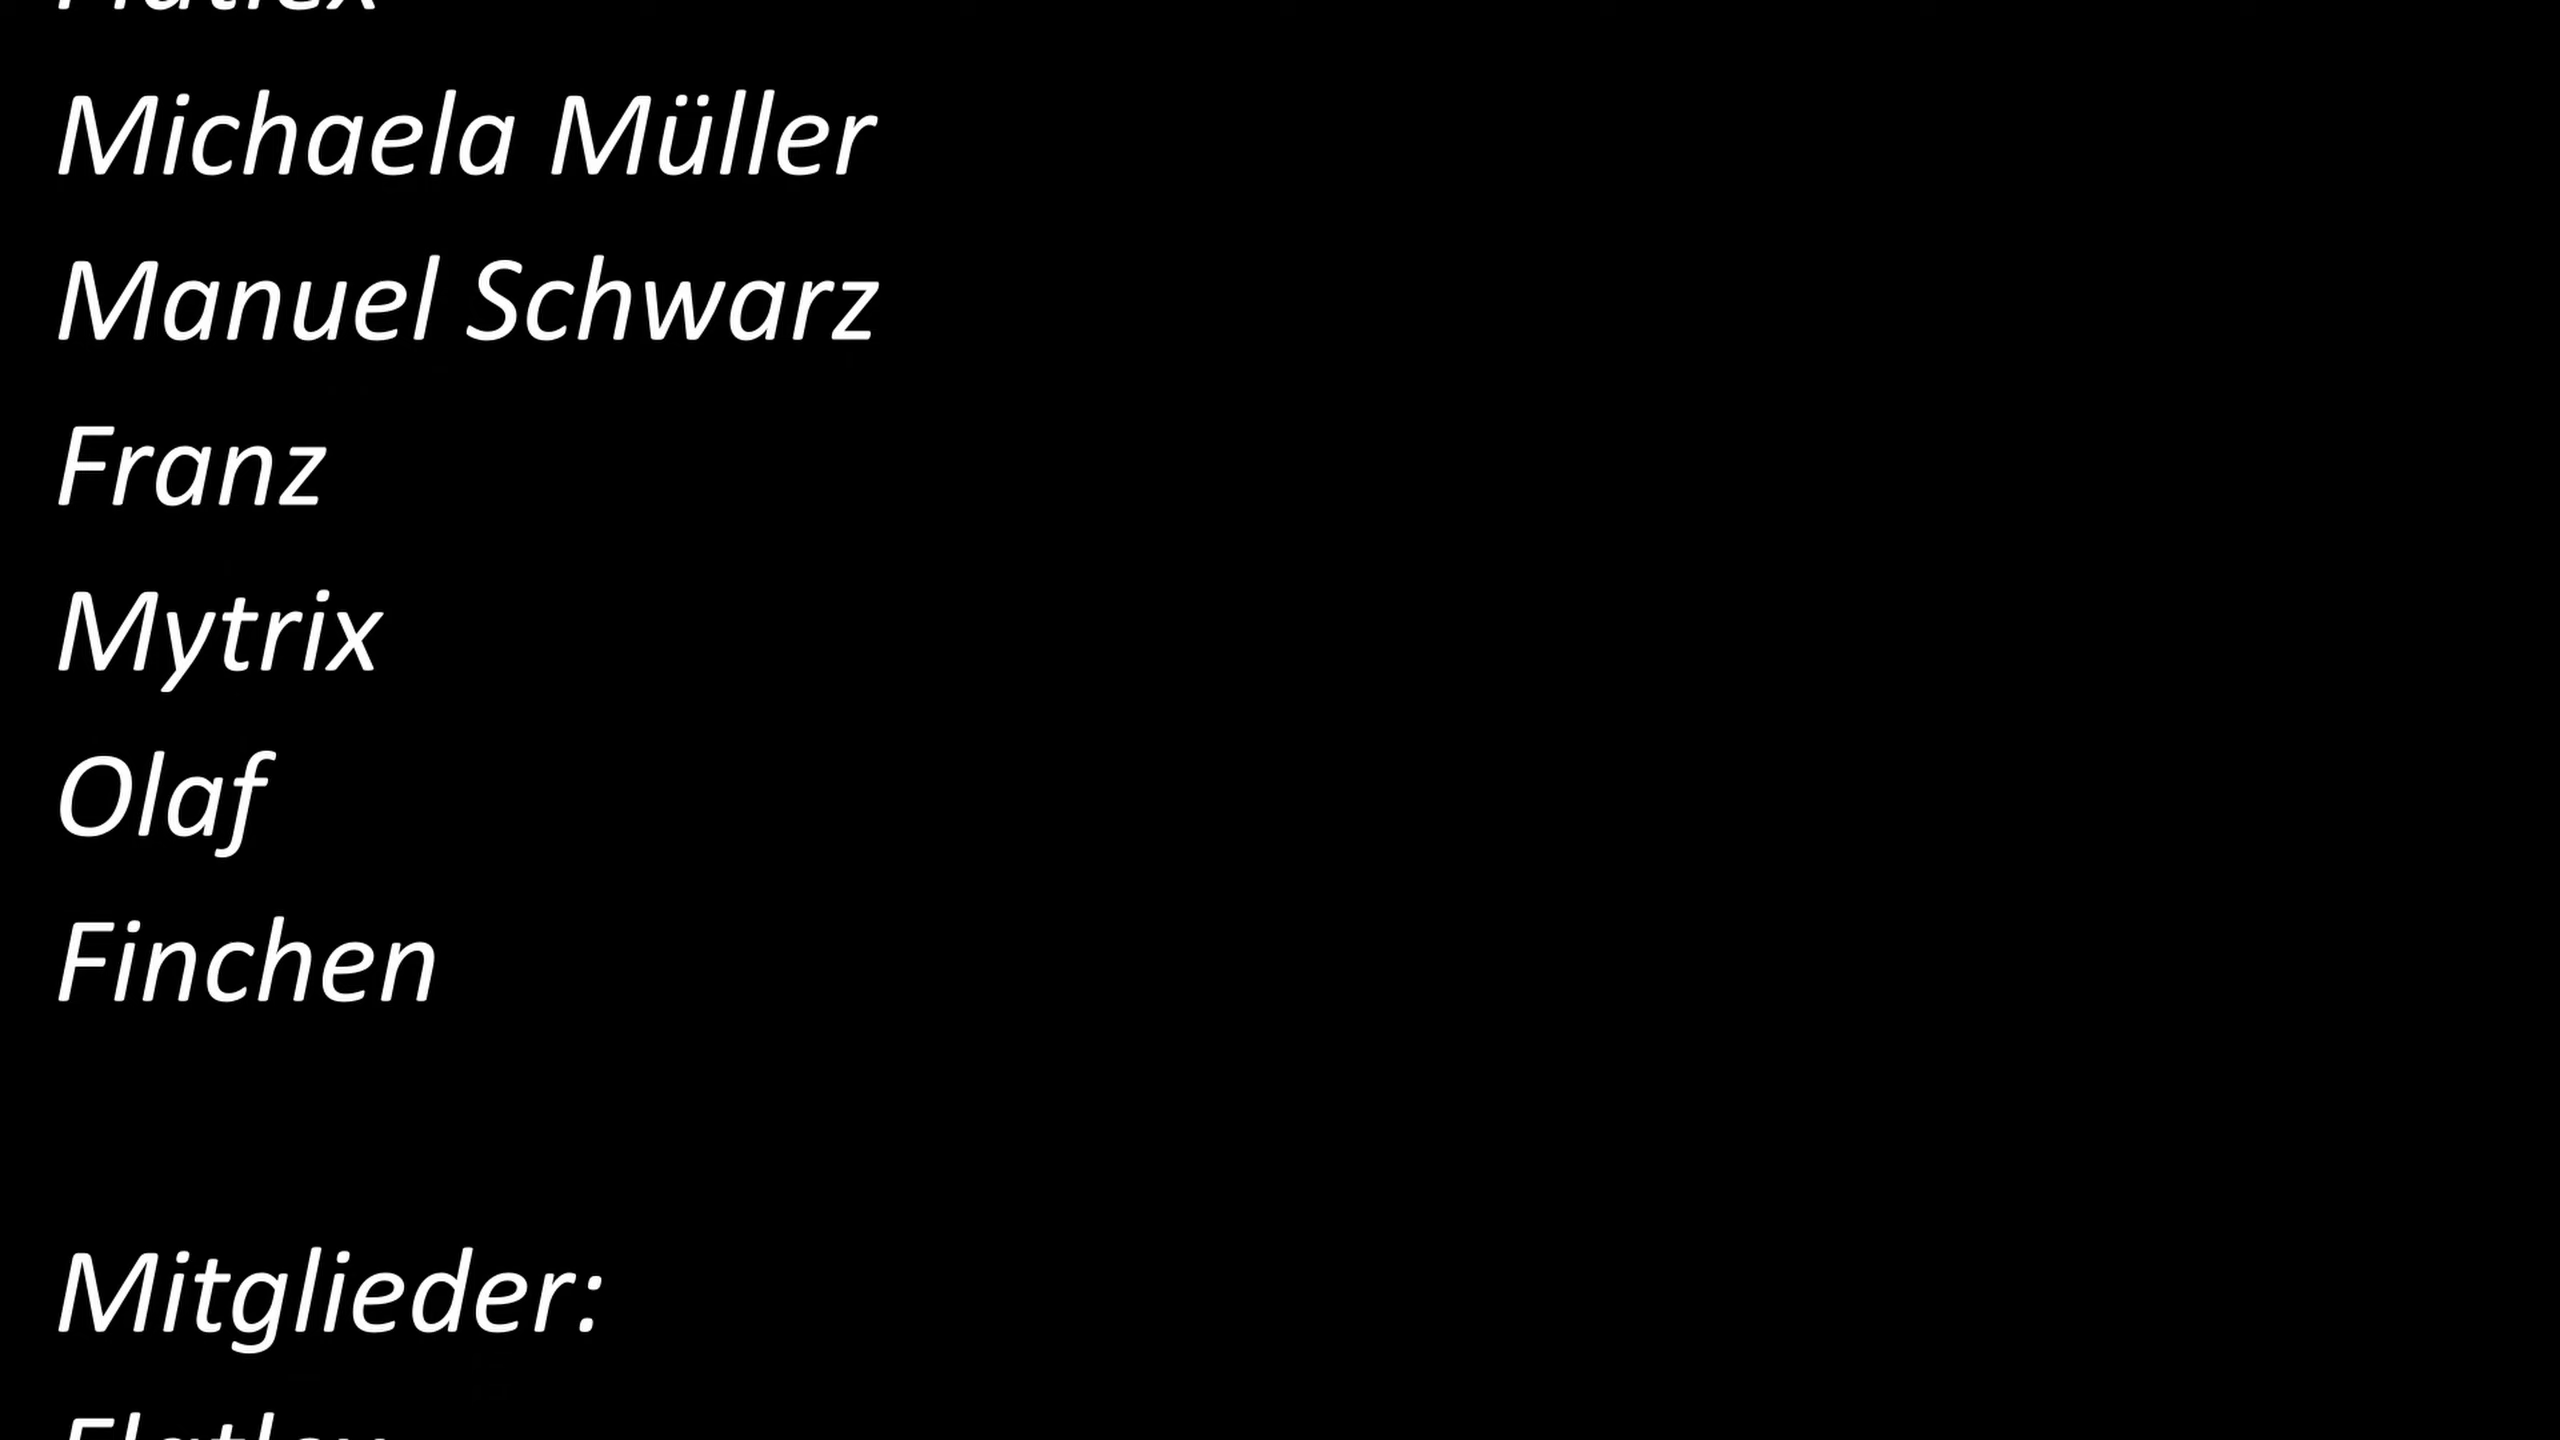 Michaela Müller
Manuel Schwarz
Franz
Mytrix
Olaf
Finchen
Mitglieder: